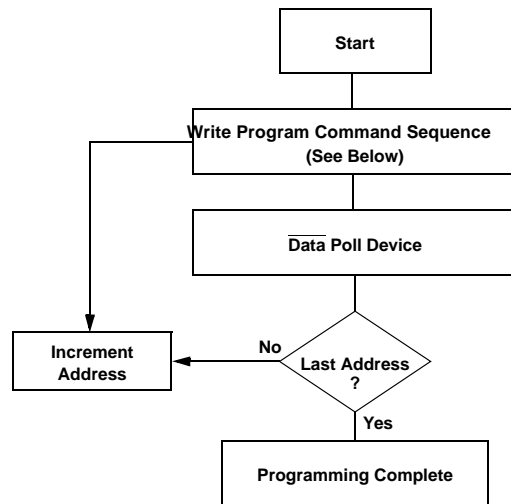 Start
Write Program Command Sequence
(See Below)
Data Poll Device
No
Increment
Address
Last Address
?
Yes
Programming Complete